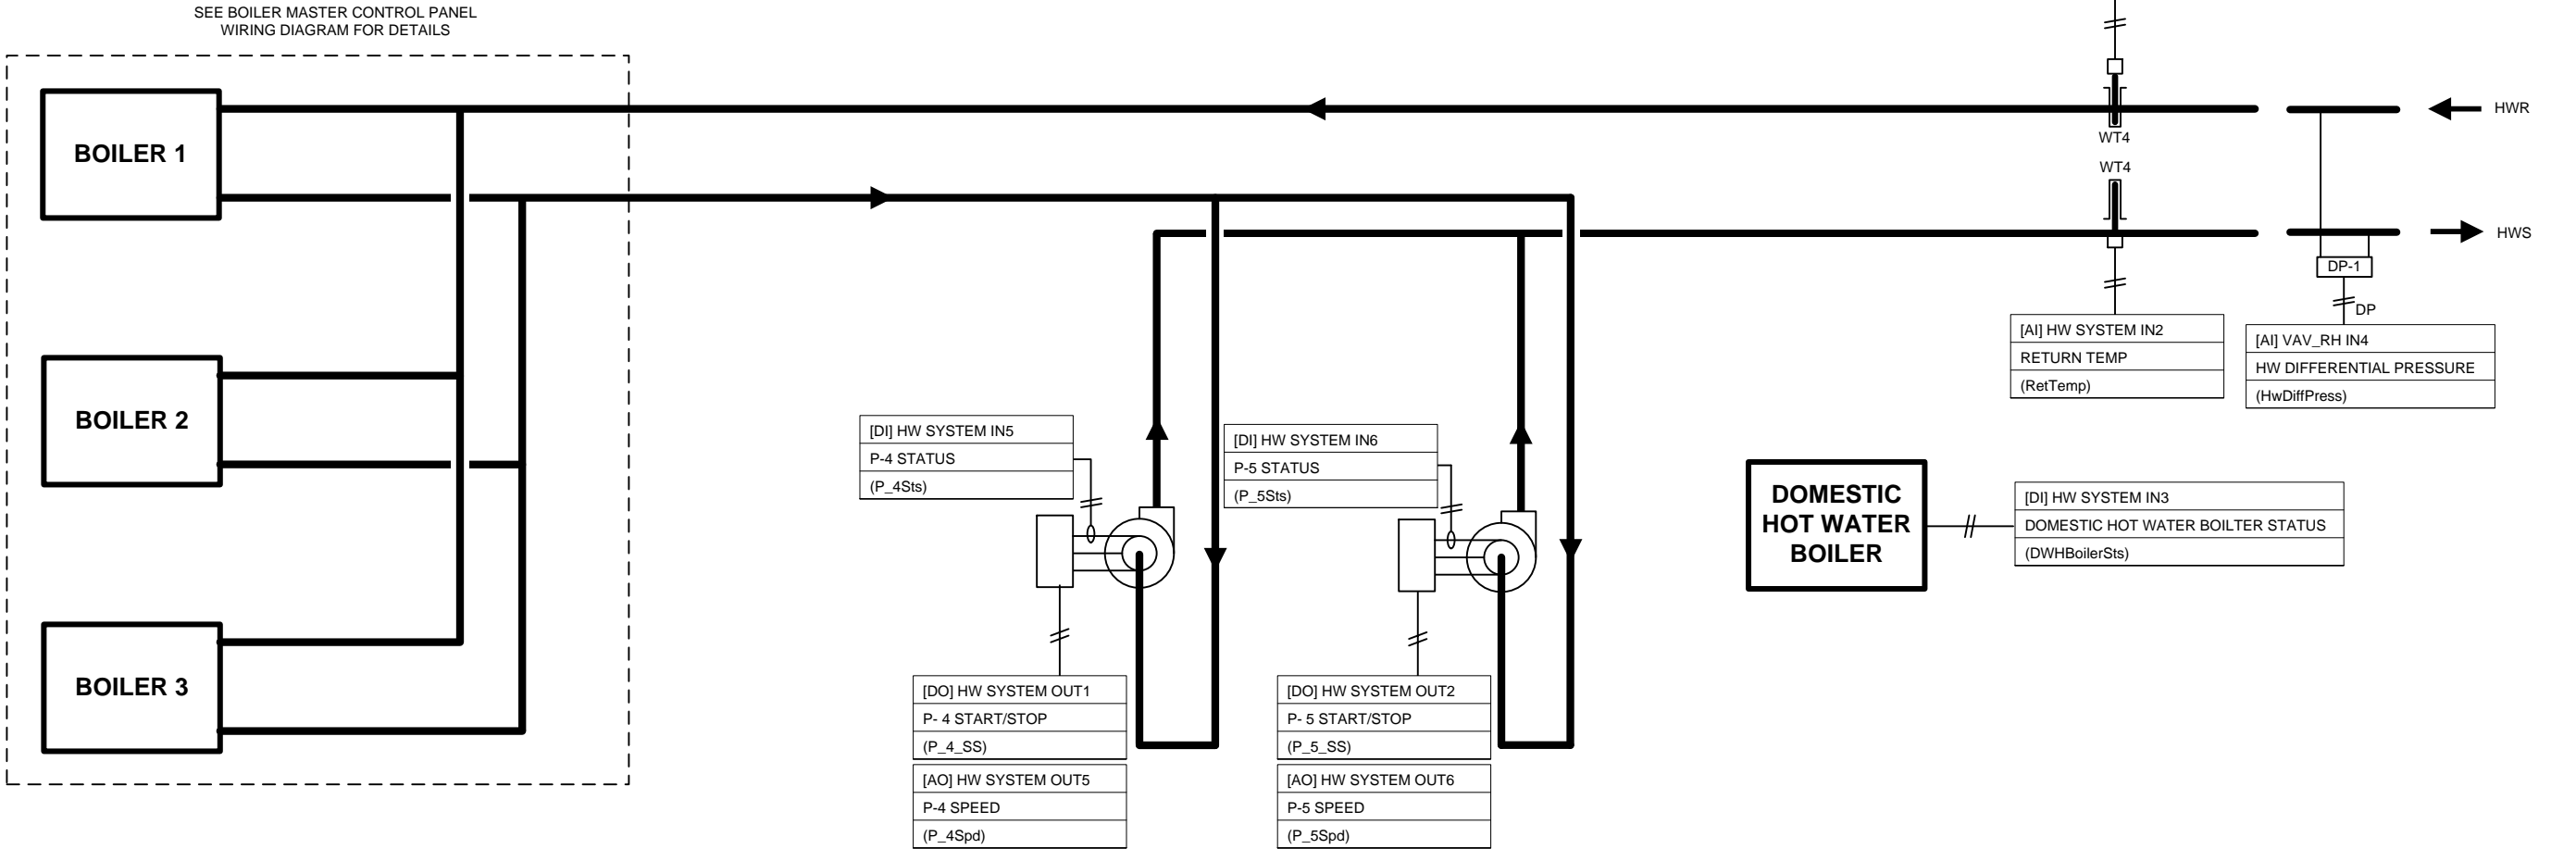 SEE BOILER MASTER CONTROL PANEL
WIRING DIAGRAM FOR DETAILS
BOILER 1
BOILER 2
BOILER 3
WT4
WT4
HWR
HWS
DP-1
DP
[AI] HW SYSTEM IN2
RETURN TEMP
(RetTemp)
[AI] VAV_RH IN4
HW DIFFERENTIAL PRESSURE
(HwDiffPress)
[DI] HW SYSTEM IN5
P-4 STATUS
(P_4Sts)
[DI] HW SYSTEM IN6
P-5 STATUS
(P_5Sts)
DOMESTIC
HOT WATER
BOILER
[DI] HW SYSTEM IN3
DOMESTIC HOT WATER BOILTER STATUS
(DWHBoilerSts)
[DO] HW SYSTEM OUT1
P- 4 START/STOP
(P_4_SS)
[AO] HW SYSTEM OUT5
P-4 SPEED
(P_4Spd)
[DO] HW SYSTEM OUT2
P- 5 START/STOP
(P_5_SS)
[AO] HW SYSTEM OUT6
P-5 SPEED
(P_5Spd)